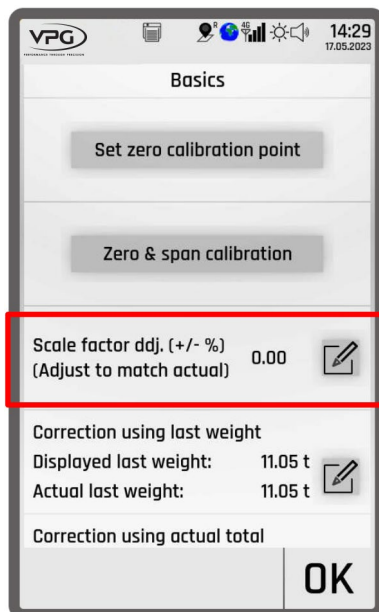 VPG
R
4G
14:29
17.05.2023
Basics
Set zero calibration point
Zero & span calibration
Scale factor ddj. (+/- %) 0.00
(Adjust to match actual)
Correction using last weight
Displayed last weight: 11.05 t
Actual last weight: 11.05 t
Correction using actual total
OK